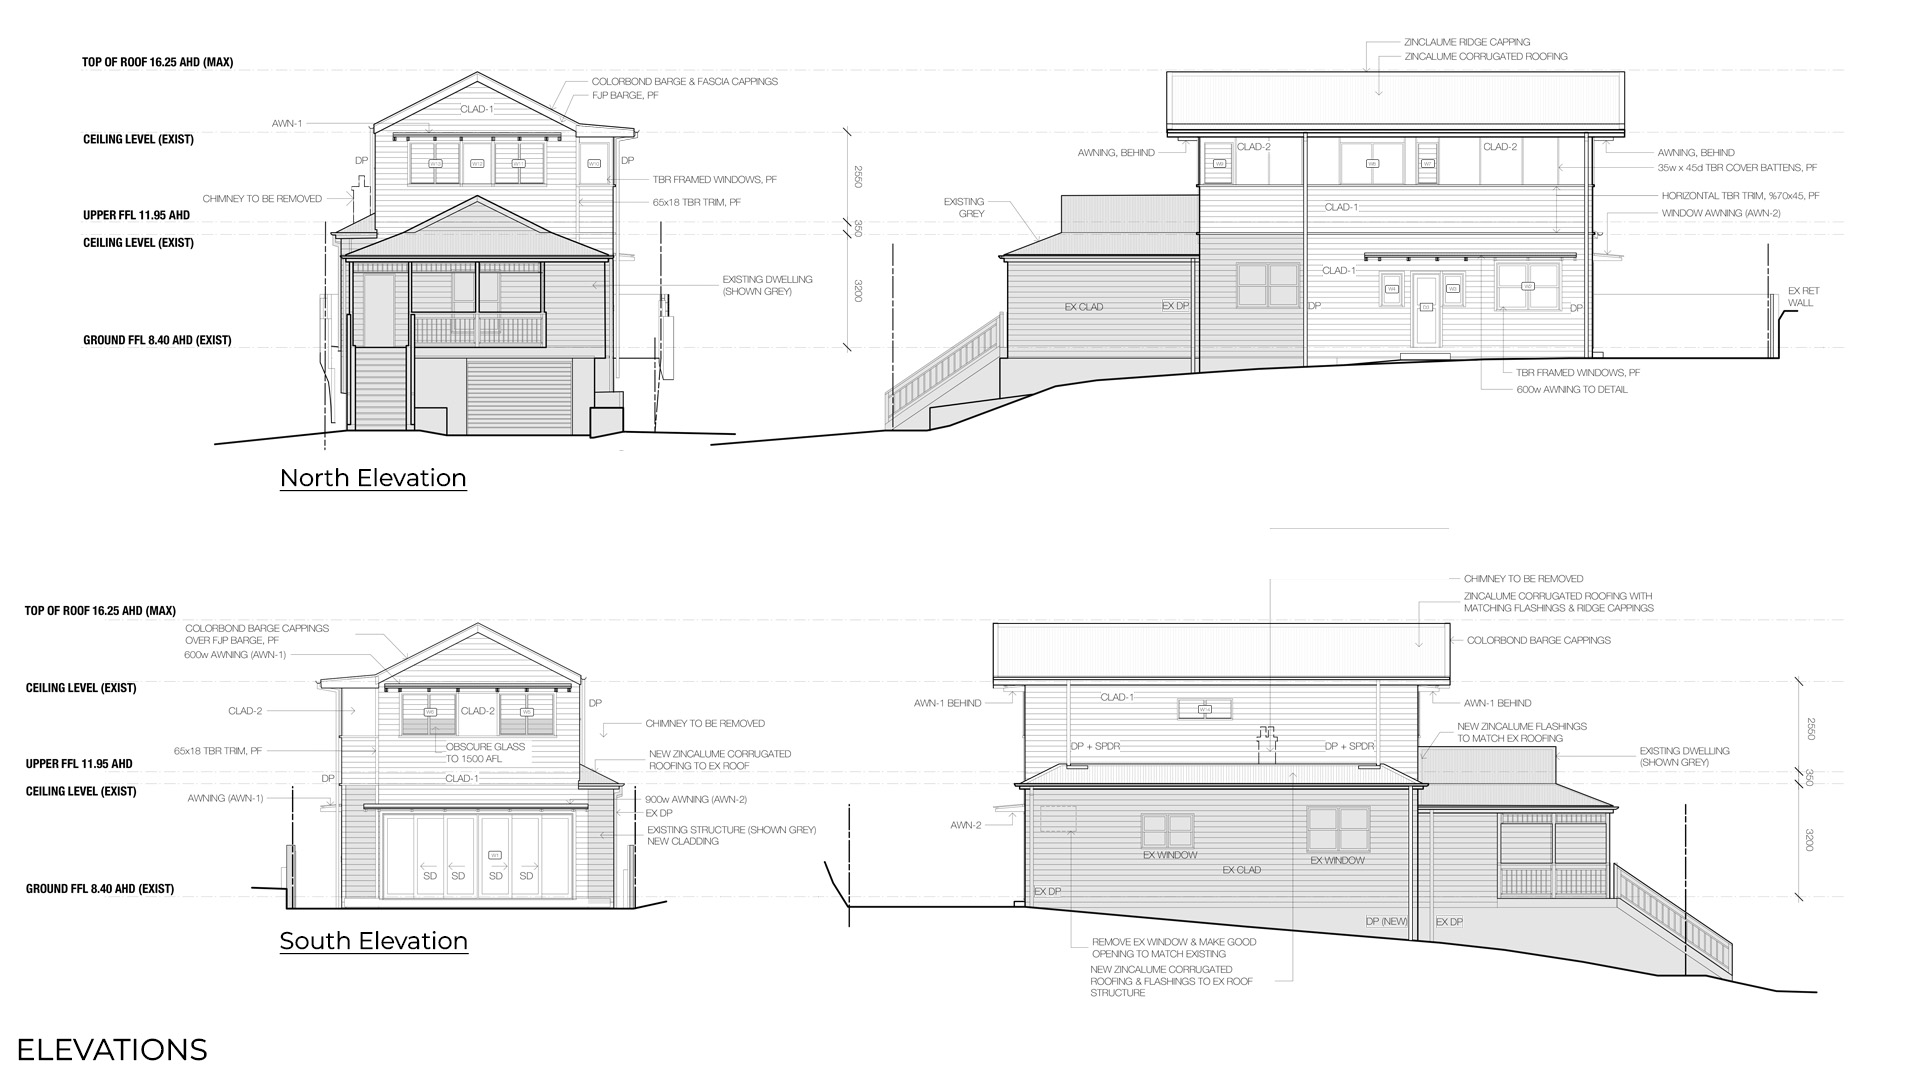 TOP OF ROOF 16.25 AHD (MAX)
CEILING LEVEL (EXIST)
UPPER FFL 11.95 AHD
CEILING LEVEL (EXIST)
GROUND FFL 8.40 AHD (EXIST)
COLORBOND BARGE & FASCIA CAPPINGS
FJP BARGE, PF
CLAD-1
AWN-1
DP
DP
CHIMNEY TO BE REMOVED
TBR FRAMED WINDOWS, PF
65x18 TBR TRIM, PF
EXISTING DWELLING
(SHOWN GREY)
2550
350
3200
North Elevation
ZINCLAUME RIDGE CAPPING
ZINCALUME CORRUGATED ROOFING
AWNING, BEHIND
CLAD-2
CLAD-2
AWNING, BEHIND
35w x 45d TBR COVER BATTENS, PF
HORIZONTAL TBR TRIM, %70x45, PF
WINDOW AWNING (AWN-2)
EXISTING
GREY
CLAD-1
CLAD-1
EX CLAD
EX DP
DP
DP
EX RET
WALL
TBR FRAMED WINDOWS, PF
600w AWNING TO DETAIL
TOP OF ROOF 16.25 AHD (MAX)
CEILING LEVEL (EXIST)
UPPER FFL 11.95 AHD
CEILING LEVEL (EXIST)
GROUND FFL 8.40 AHD (EXIST)
COLORBOND BARGE CAPPINGS
OVER FJP BARGE, PF
600w AWNING (AWN-1)
CLAD-2
CLAD-2
DP
CHIMNEY TO BE REMOVED
65x18 TBR TRIM, PF
OBSCURE GLASS
TO 1500 AFL
NEW ZINCALUME CORRUGATED
ROOFING TO EX ROOF
DP
CLAD-1
AWNING (AWN-1)
900w AWNING (AWN-2)
EX DP
EXISTING STRUCTURE (SHOWN GREY)
NEW CLADDING
W1
SD
SD
SD
SD
South Elevation
CHIMNEY TO BE REMOVED
ZINCALUME CORRUGATED ROOFING WITH
MATCHING FLASHINGS & RIDGE CAPPINGS
COLORBOND BARGE CAPPINGS
CLAD-1
AWN-1 BEHIND
AWN-1 BEHIND
NEW ZINCALUME FLASHINGS
TO MATCH EX ROOFING
DP + SPDR
DP + SPDR
EXISTING DWELLING
(SHOWN GREY)
2550
350
3200
AWN-2
EX WINDOW
EX WINDOW
EX CLAD
EX DP
DP (NEW)
EX DP
REMOVE EX WINDOW & MAKE GOOD
OPENING TO MATCH EXISTING
NEW ZINCALUME CORRUGATED
ROOFING & FLASHINGS TO EX ROOF
STRUCTURE
ELEVATIONS